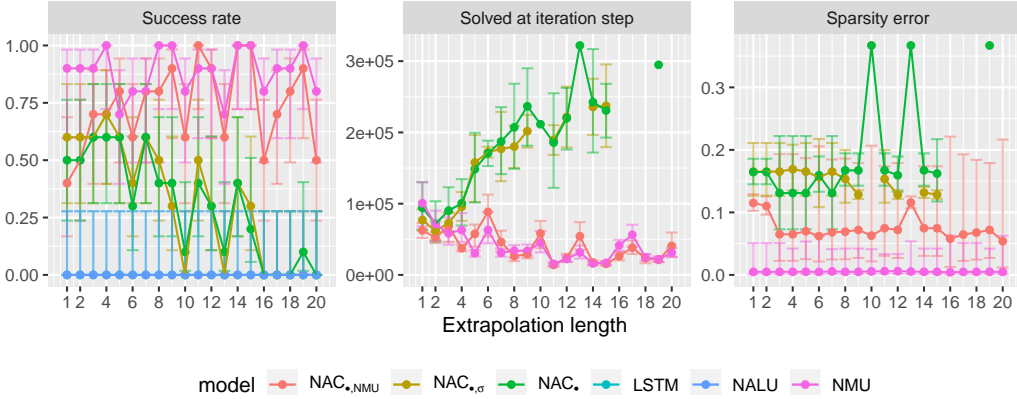 Success rate
Solved at iteration step
Sparsity error
1.00
0.75
0.50
0.25
0.00
3e+05
2e+05
1e+05
0e+00
0.3
0.2
0.1
0.0
1 2 4 6 8 10 12 14 16 18 20
1 2 4 6 8 10 12 14 16 18 20
1 2 4 6 8 10 12 14 16 18 20
Extrapolation length
model NAC•,NMU NAC•,σ NAC• LSTM NALU NMU